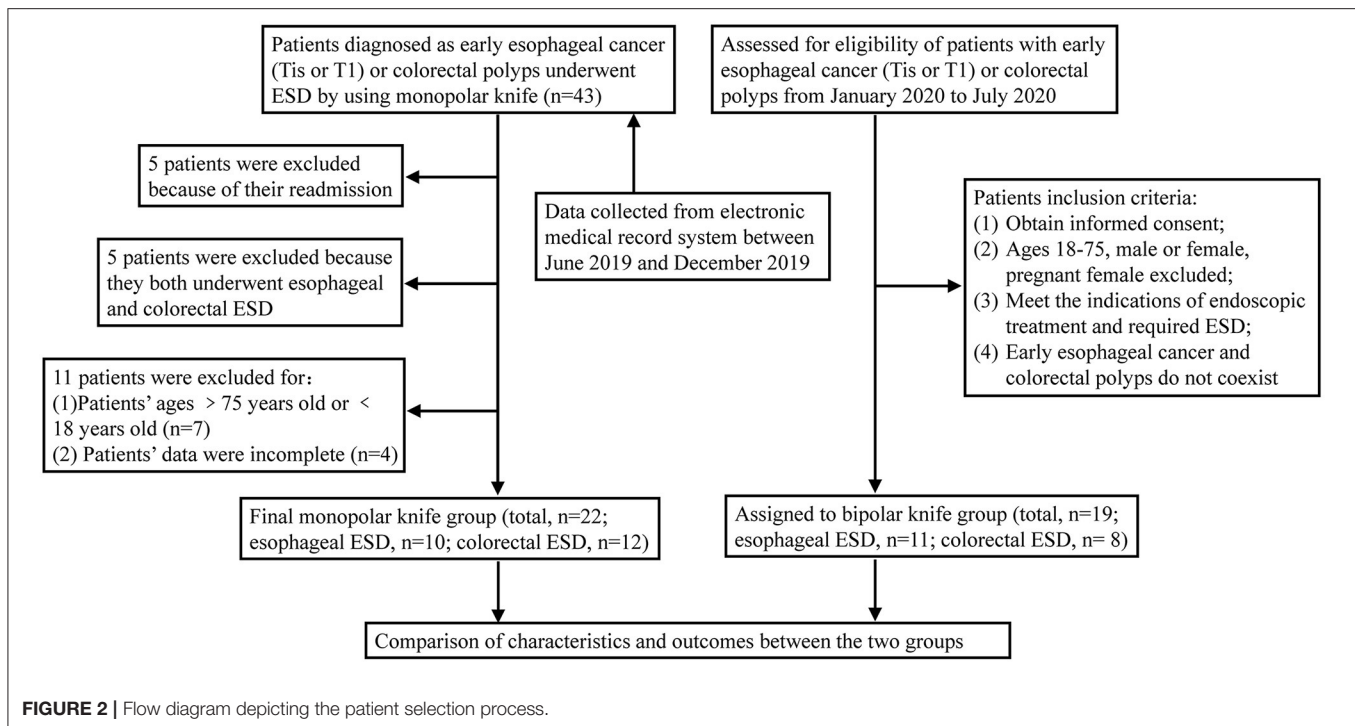 Patients diagnosed as early esophageal cancer
(Tis or T1) or colorectal polyps underwent
ESD by using monopolar knife (n=43)
Assessed for eligibility of patients with early
esophageal cancer (Tis or T1) or colorectal
polyps from January 2020 to July 2020
5 patients were excluded
because of their readmission
Data collected from electronic
medical record system between
June 2019 and December 2019
Patients inclusion criteria:
(1) Obtain informed consent;
(2) Ages 18-75, male or female,
pregnant female excluded;
(3) Meet the indications of endoscopic
treatment and required ESD;
(4) Early esophageal cancer and
colorectal polyps do not coexist
5 patients were excluded because
they both underwent esophageal
and colorectal ESD
11 patients were excluded for：
(1)Patients’ ages ﹥75 years old or ﹤
18 years old (n=7)
(2) Patients’ data were incomplete (n=4)
Final monopolar knife group (total, n=22;
esophageal ESD, n=10; colorectal ESD, n=12)
Assigned to bipolar knife group (total, n=19;
esophageal ESD, n=11; colorectal ESD, n= 8)
Comparison of characteristics and outcomes between the two groups
FIGURE 2 | Flow diagram depicting the patient selection process.